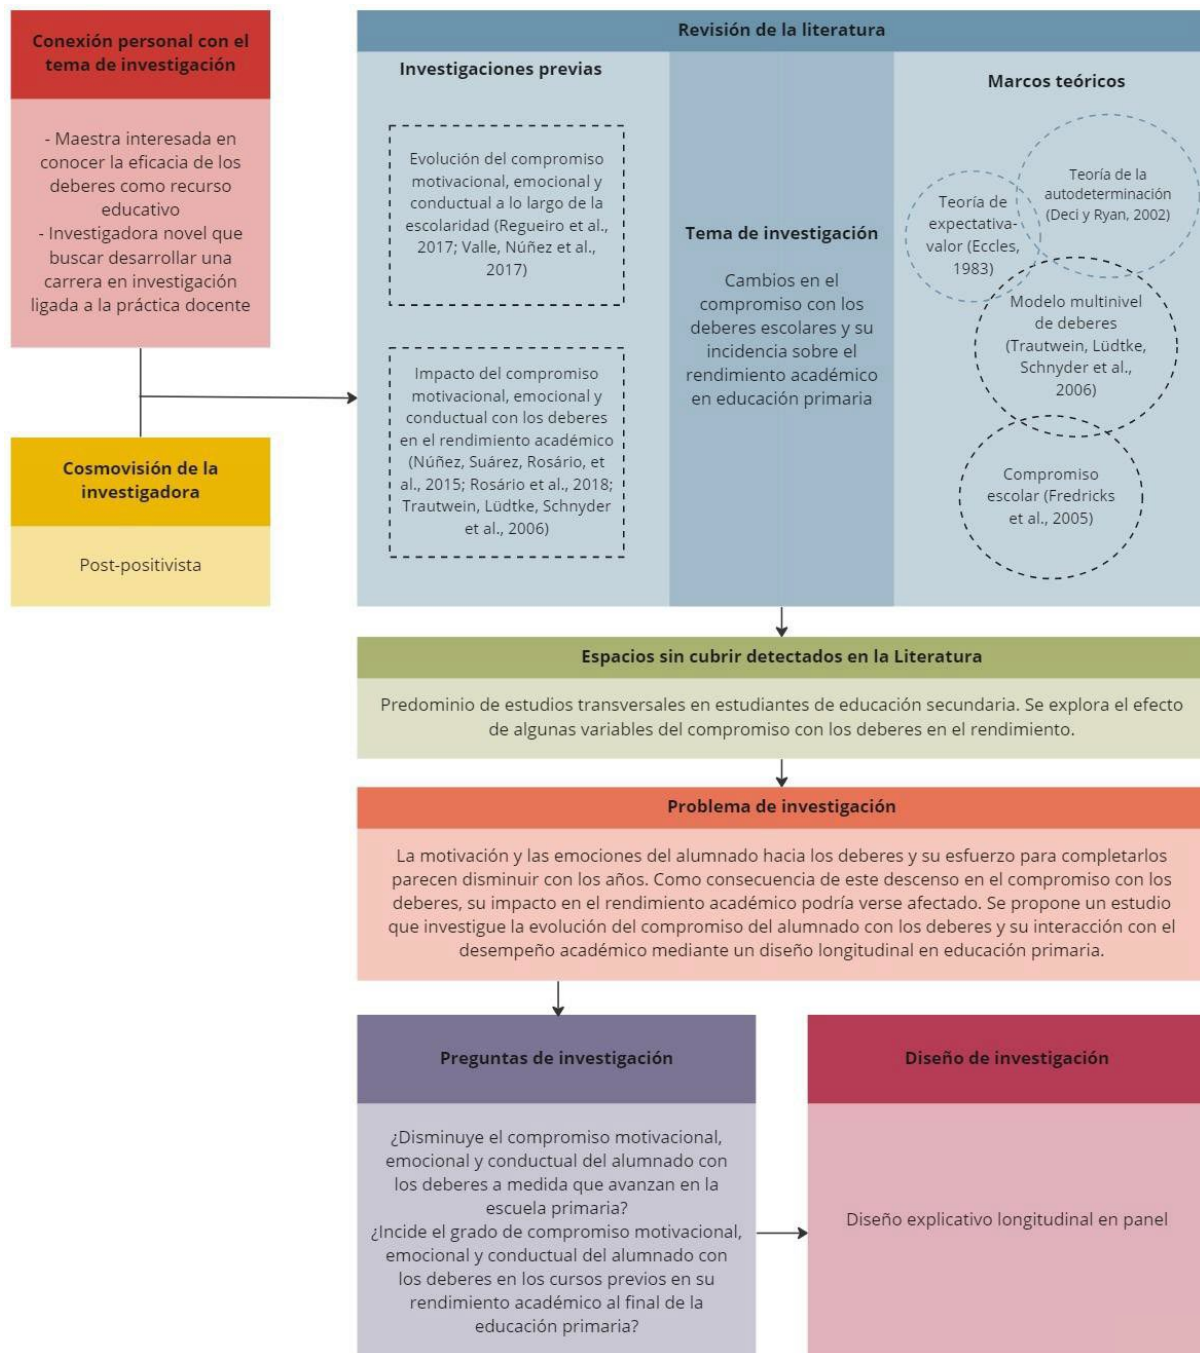 Conexión personal con el
tema de investigación
- Maestra interesada en
conocer la eficacia de los
deberes como recurso
educativo
- Investigadora novel que
buscar desarrollar una
carrera en investigación
ligada a la práctica docente
Cosmovisión de la
investigadora
Post-positivista
Revisión de la literatura
Investigaciones previas
Evolución del compromiso
motivacional, emocional y
conductual a lo largo de la
escolaridad (Regueiro et al.,
2017; Valle, Núñez et al.,
2017)
Impacto del compromiso
motivacional, emocional y
conductual con los deberes
en el rendimiento académico
(Núñez, Suárez, Rosário, et
al., 2015; Rosário et al., 2018;
Trautwein, Lüdtke, Schnyder
et al., 2006)
Tema de investigación
Cambios en el
compromiso con los
deberes escolares y su
incidencia sobre el
rendimiento académico
en educación primaria
Marcos teóricos
Teoría de la
autodeterminación
(Deci y Ryan, 2002)
Teoría de
expectativa-
valor (Eccles,
1983)
Modelo multinivel
de deberes
(Trautwein, Lüdtke,
Schnyder et al.,
2006)
Compromiso
escolar (Fredricks
et al., 2005)
Espacios sin cubrir detectados en la Literatura
Predominio de estudios transversales en estudiantes de educación secundaria. Se explora el efecto
de algunas variables del compromiso con los deberes en el rendimiento.
Problema de investigación
La motivación y las emociones del alumnado hacia los deberes y su esfuerzo para completarlos
parecen disminuir con los años. Como consecuencia de este descenso en el compromiso con los
deberes, su impacto en el rendimiento académico podría verse afectado. Se propone un estudio
que investigue la evolución del compromiso del alumnado con los deberes y su interacción con el
desempeño académico mediante un diseño longitudinal en educación primaria.
Preguntas de investigación
¿Disminuye el compromiso motivacional,
emocional y conductual del alumnado con
los deberes a medida que avanzan en la
escuela primaria?
¿Incide el grado de compromiso motivacional,
emocional y conductual del alumnado con
los deberes en los cursos previos en su
rendimiento académico al final de la
educación primaria?
Diseño de investigación
Diseño explicativo longitudinal en panel